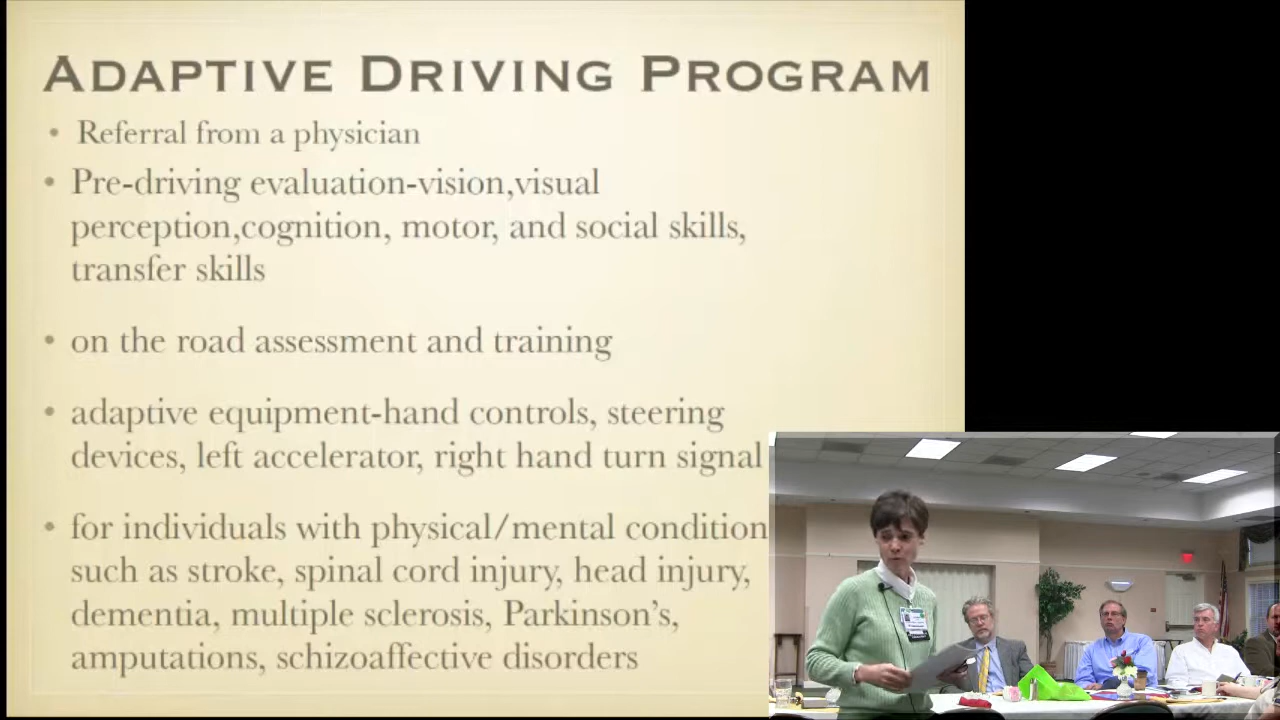 ADAPTIVE DRIVING PROGRAM
• Referral from a physician
• Pre-driving evaluation-vision,visual
perception,cognition, motor, and social skills,
transfer skills
• on the road assessment and training
• adaptive equipment-hand controls, steering
devices, left accelerator, right hand turn signal
• for individuals with physical/mental condition
such as stroke, spinal cord injury, head injury,
dementia, multiple sclerosis, Parkinson's,
amputations, schizoaffective disorders